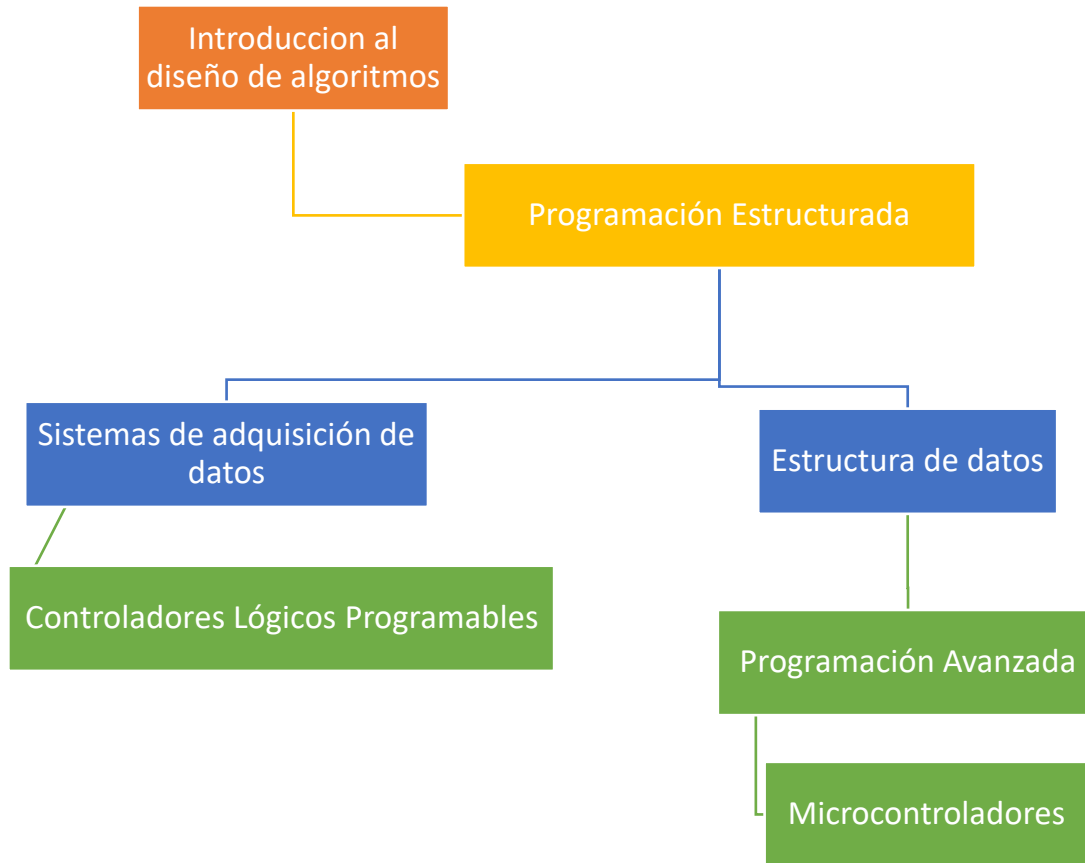 Introduccion al
diseño de algoritmos
Programación Estructurada
Sistemas de adquisición de
datos
Estructura de datos
Controladores Lógicos Programables
Programación Avanzada
Microcontroladores